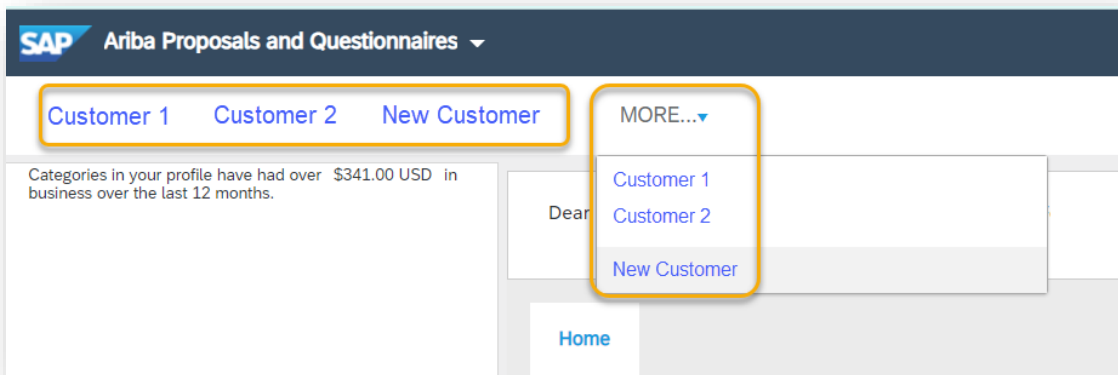 SAP Ariba Proposals and Questionnaires
Customer 1 Customer 2 New Customer MORE...
Categories in your profile have had over $341.00 USD in
business over the last 12 months.
Customer 1
Dear
Customer 2
New Customer
Home